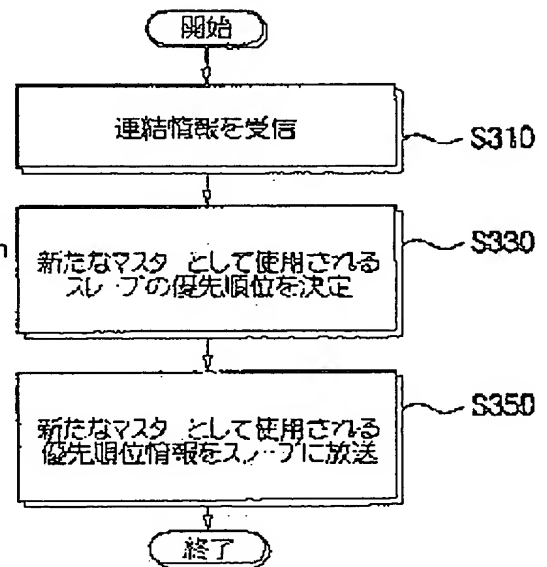 開始
連結情報を受信
S310
新たなマスタ として使用される
スレ-ブの優先順位を決定
S330
n
新たなマスタ として使用される
優先順位情報をスレ-ブに放送
S350
終了